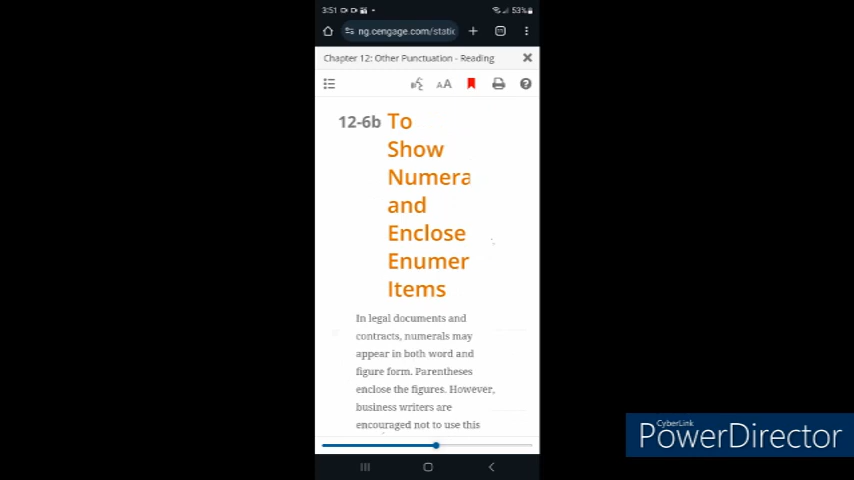 3:51
53%
ng.cengage.com/static
Chapter 12: Other Punctuation - Reading
AA
12-6b To
Show
Numera
and
Enclose
Enumer
Items
In legal documents and
contracts, numerals may
appear in both word and
figure form. Parentheses
enclose the figures. However,
business writers are
encouraged not to use this
CyberLink
PowerDirector